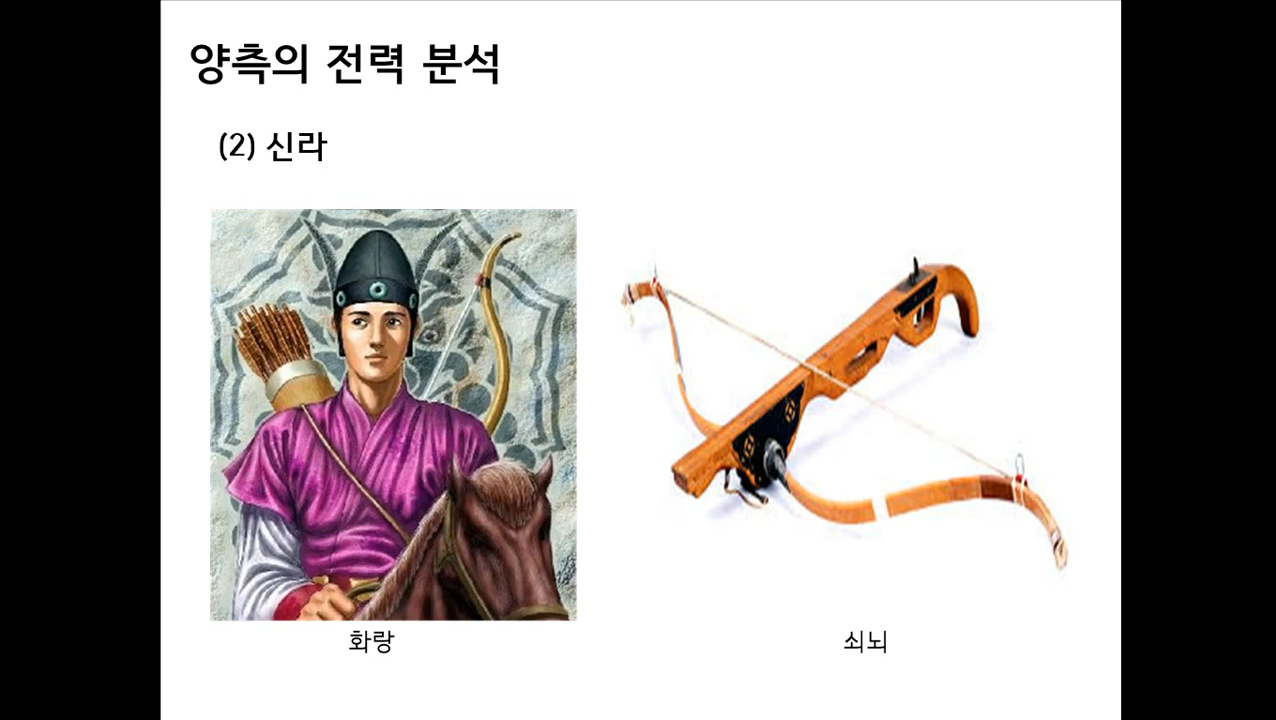 양측의 전력 분석
(2) 신라
화랑
쇠뇌